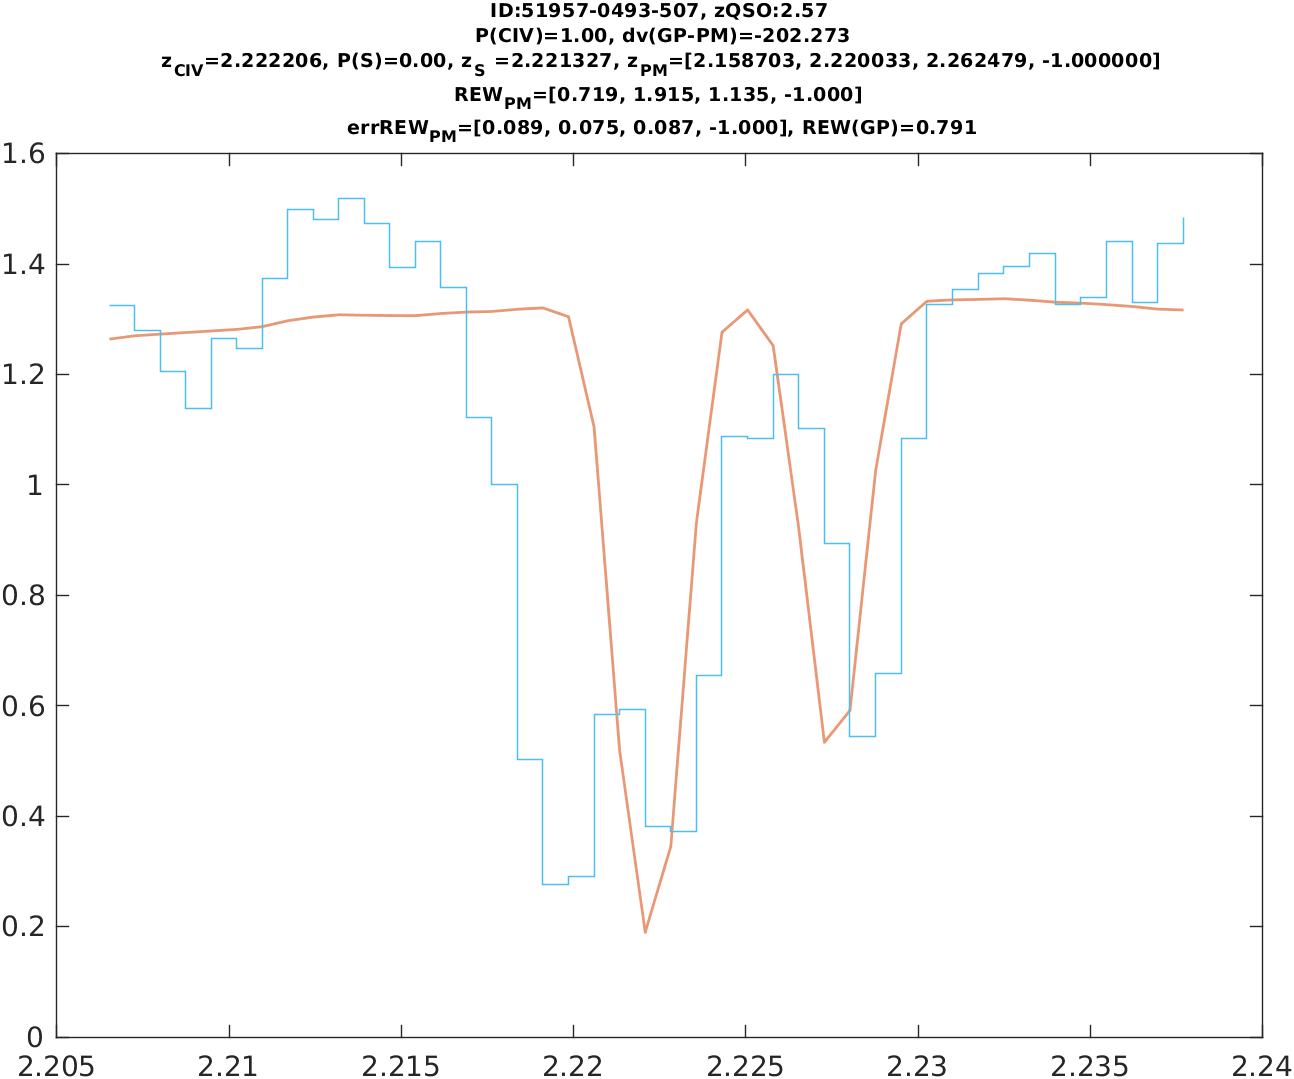 ID:51957-0493-507, zQSO:2.57
P(CIV)=1.00, dv(GP-PM)=-202.273
zCIV=2.222206, P(S)=0.00, zS =2.221327, zPM=[2.158703, 2.220033, 2.262479, -1.000000]
REWPM=[0.719, 1.915, 1.135, -1.000]
errREWPM=[0.089, 0.075, 0.087, -1.000], REW(GP)=0.791
1.6
1.4
1.2
1
0.8
0.6
0.4
0.2
0
2.205 2.21 2.215 2.22 2.225 2.23 2.235 2.24